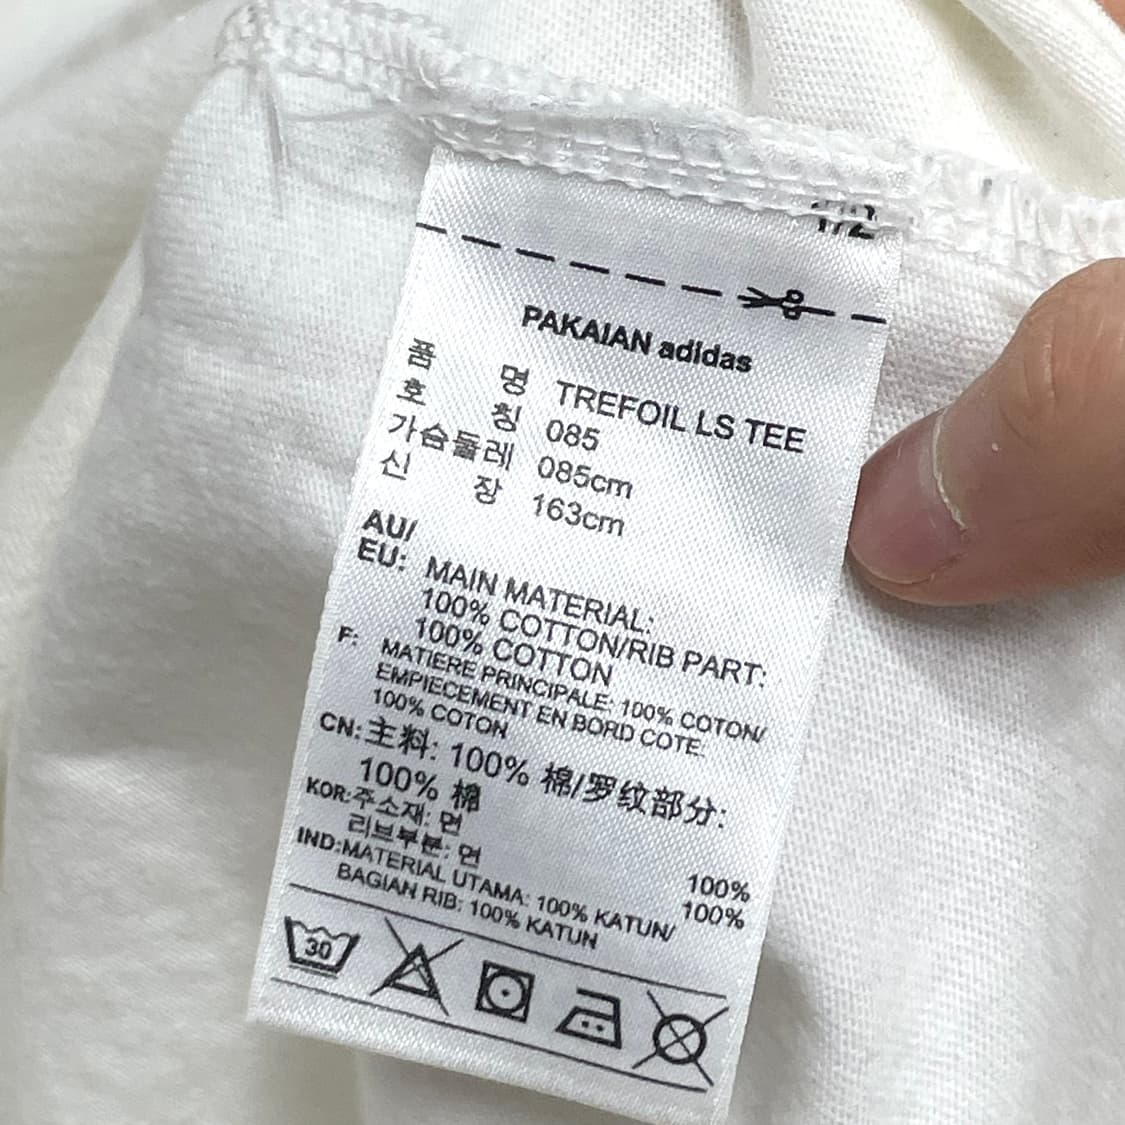 1/2
PAKAIAN adidas
품 명 TREFOIL LS TEE
호 칭 085
가슴둘레 085cm
신 장 163cm
AU/
EU: MAIN MATERIAL:
100% COTTON/RIB PART:
100% COTTON
F: MATIERE PRINCIPALE: 100% COTON/
EMPIECEMENT EN BORD COTE:
100% COTON
CN: 主料: 100% 棉/罗纹部分:
100% 棉
KOR: 주소재: 면 100%
리브부분: 면 100%
IND: MATERIAL UTAMA: 100% KATUN/
BAGIAN RIB: 100% KATUN
30